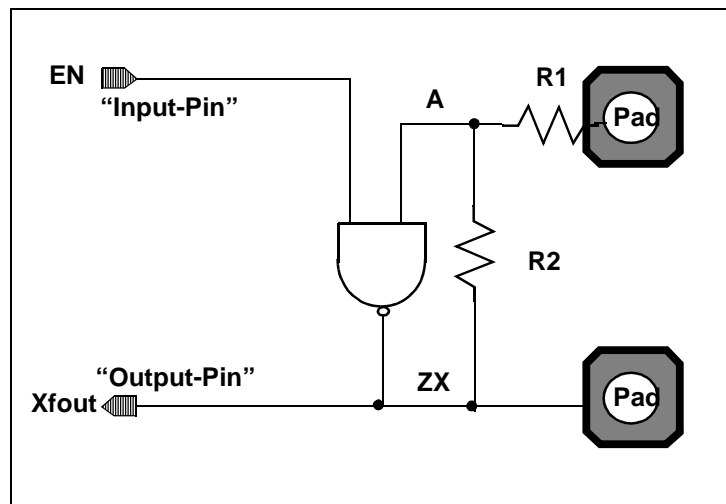 EN
“Input-Pin”
A
R1
Pad
R2
“Output-Pin”
Xfout
ZX
Pad